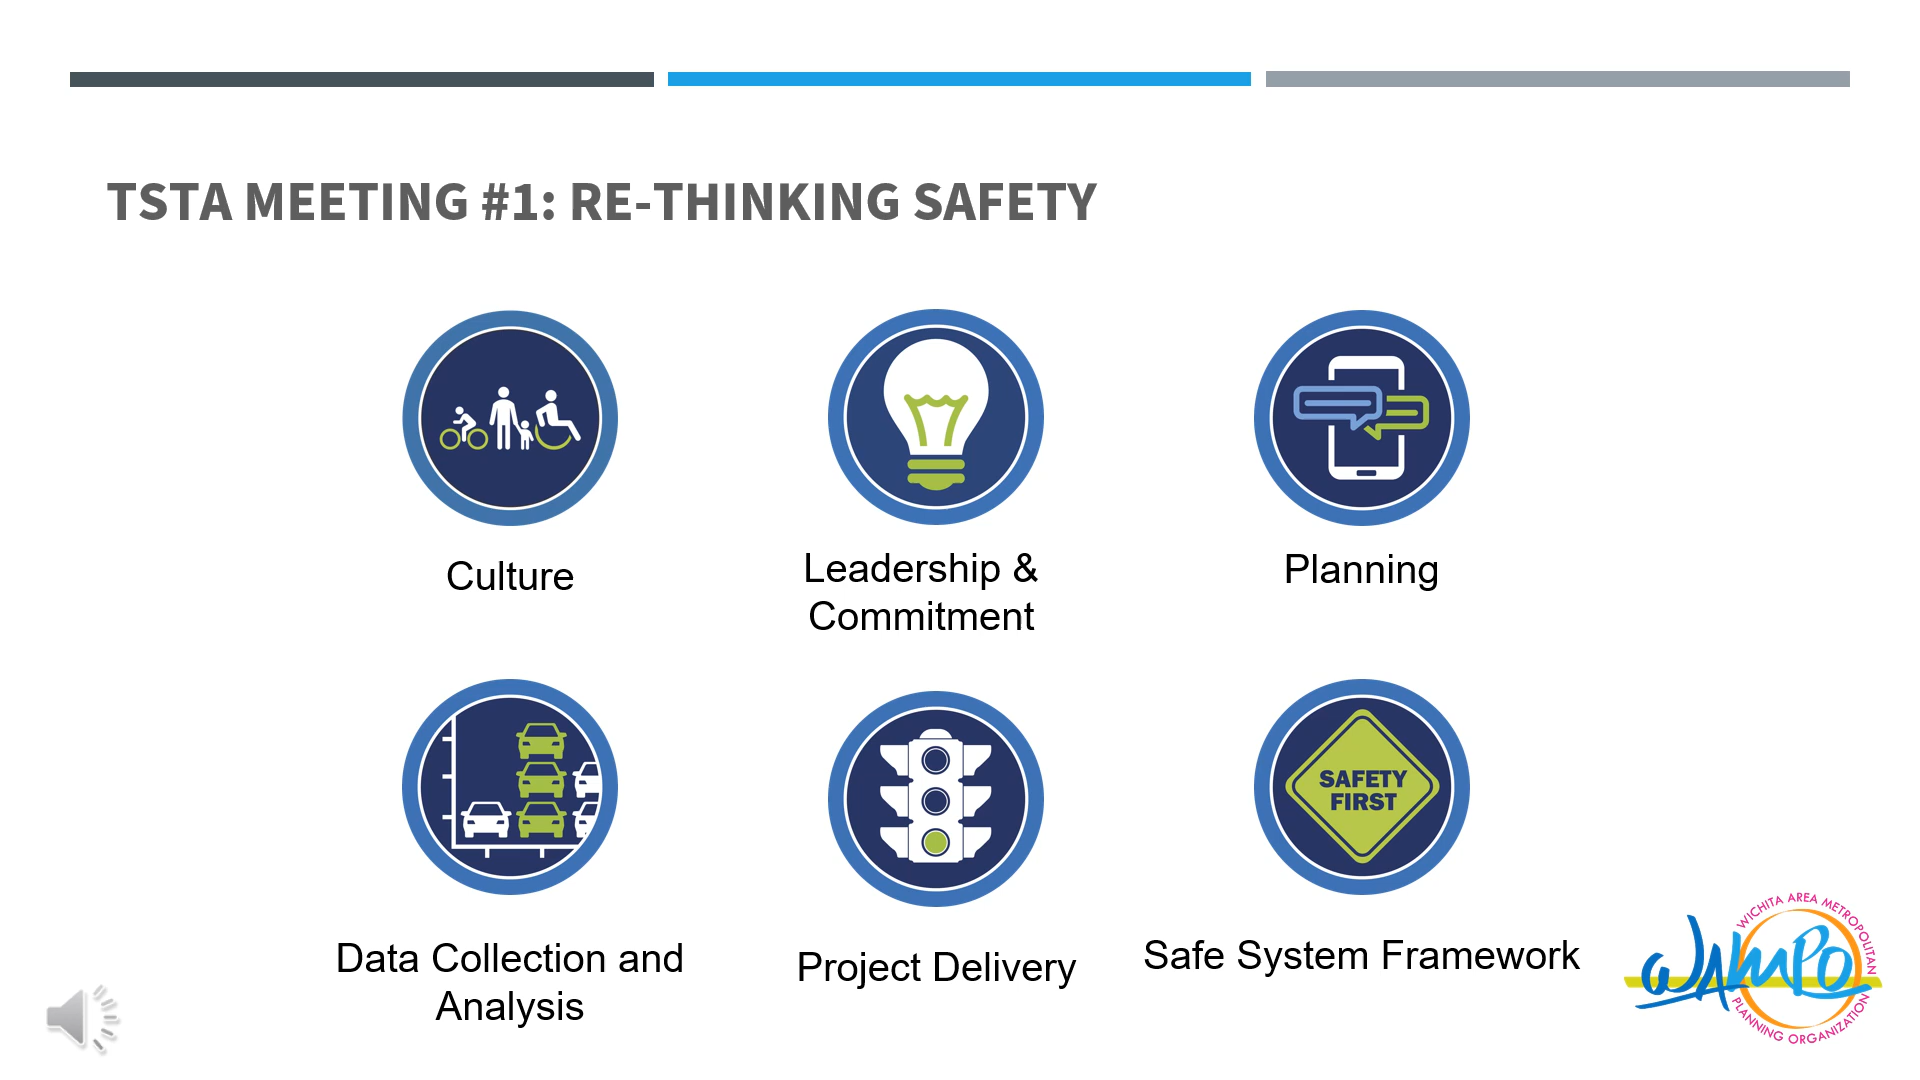 TSTA MEETING #1: RE-THINKING SAFETY
Culture
Leadership &
Commitment
Planning
SAFETY
FIRST
Data Collection and
Analysis
Project Delivery
Safe System Framework
WICHITA AREA METROPOLITAN
WAMPO
PLANNING ORGANIZATION